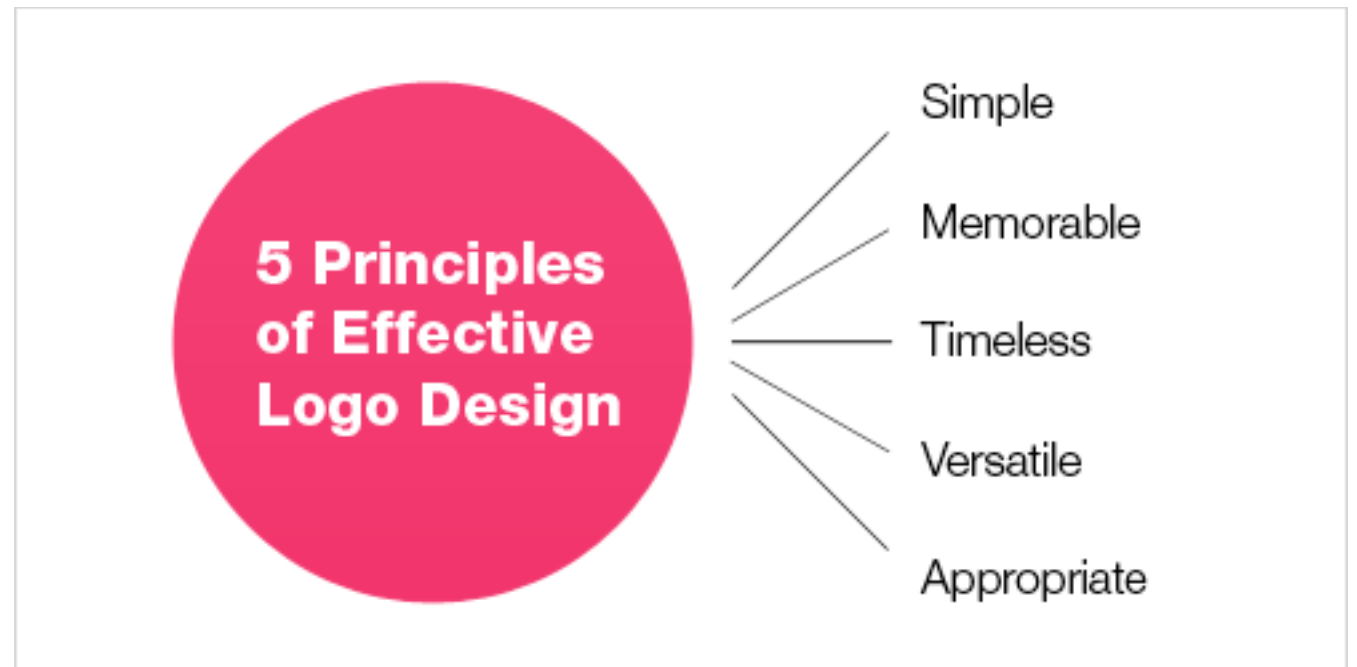 5 Principles
of Effective
Logo Design
Simple
Memorable
Timeless
Versatile
Appropriate